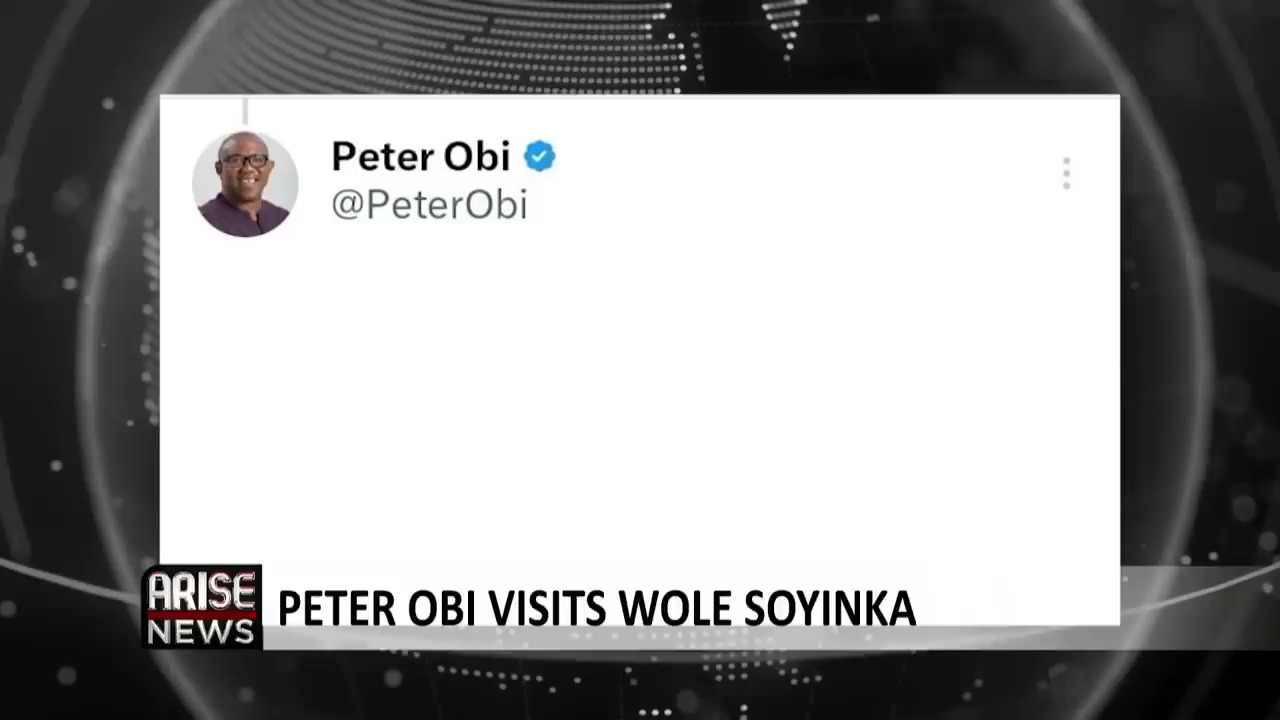 Peter Obi
@PeterObi
ARISE
NEWS
PETER OBI VISITS WOLE SOYINKA